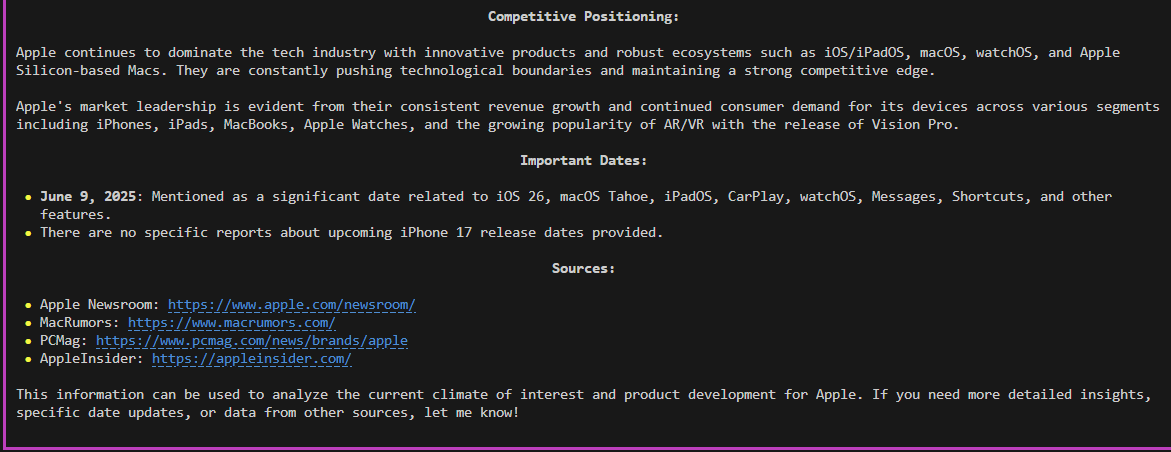 Competitive Positioning:
Apple continues to dominate the tech industry with innovative products and robust ecosystems such as iOS/iPadOS, macOS, watchOS, and Apple
Silicon-based Macs. They are constantly pushing technological boundaries and maintaining a strong competitive edge.
Apple's market leadership is evident from their consistent revenue growth and continued consumer demand for its devices across various segments
including iPhones, iPads, MacBooks, Apple Watches, and the growing popularity of AR/VR with the release of Vision Pro.
Important Dates:
• June 9, 2025: Mentioned as a significant date related to iOS 26, macOS Tahoe, iPadOS, CarPlay, watchOS, Messages, Shortcuts, and other
features.
• There are no specific reports about upcoming iPhone 17 release dates provided.
Sources:
• Apple Newsroom: https://www.apple.com/newsroom/
• MacRumors: https://www.macrumors.com/
• PCMag: https://www.pcmag.com/news/brands/apple
• AppleInsider: https://appleinsider.com/
This information can be used to analyze the current climate of interest and product development for Apple. If you need more detailed insights,
specific date updates, or data from other sources, let me know!